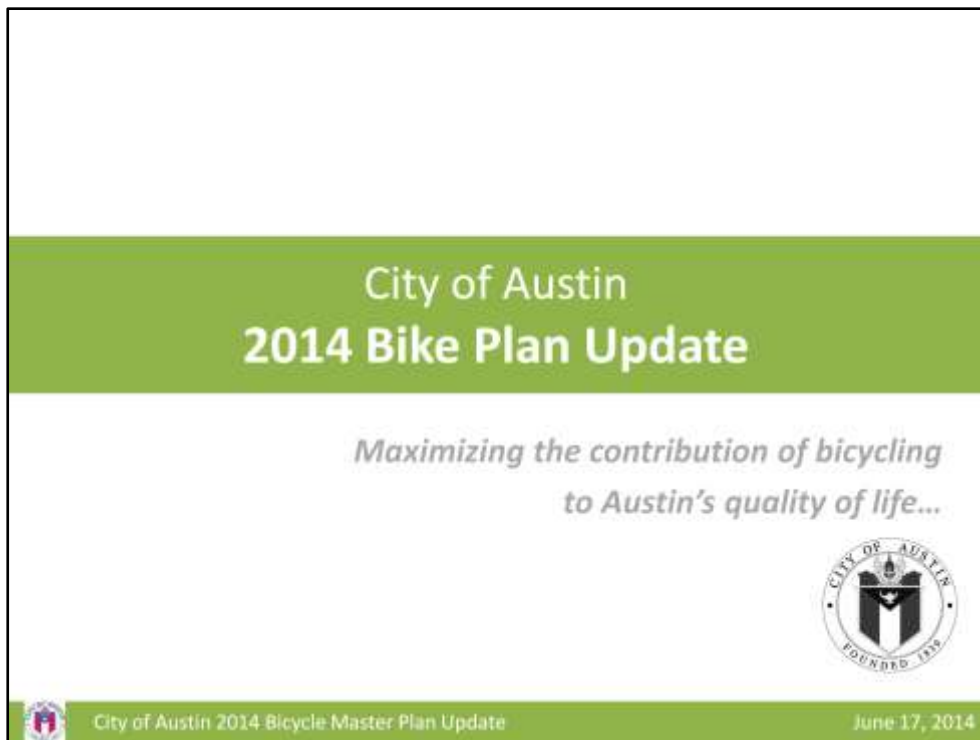 City of Austin
2014 Bike Plan Update
Maximizing the contribution of bicycling
to Austin's quality of life…
CITY OF AUSTIN
FOUNDED 1839
City of Austin 2014 Bicycle Master Plan Update
June 17, 2014